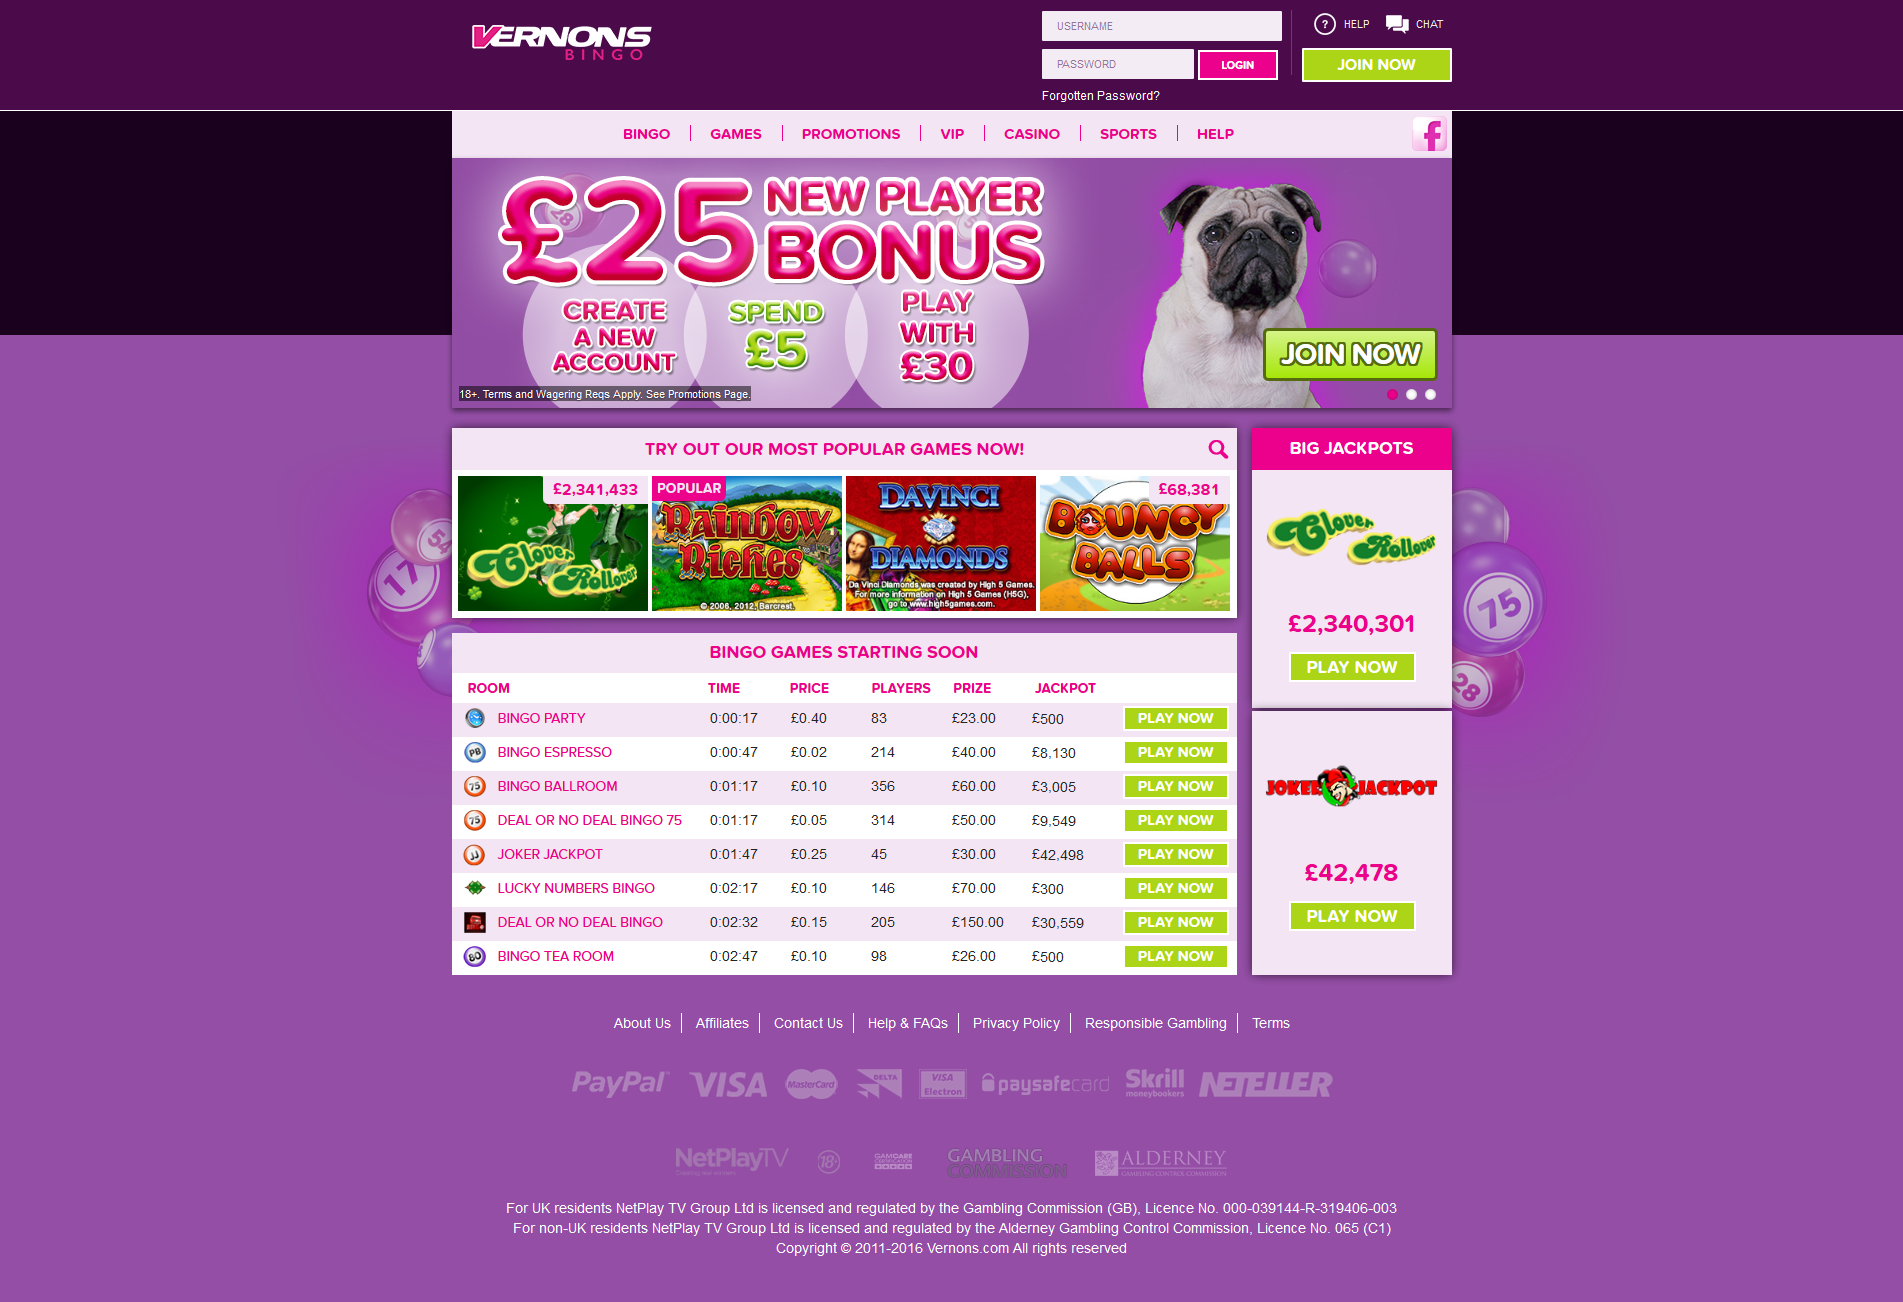 VERNONS
BINGO
USERNAME
PASSWORD
LOGIN
Forgotten Password?
? HELP
CHAT
JOIN NOW
BINGO
GAMES
PROMOTIONS
VIP
CASINO
SPORTS
HELP
£25 NEW PLAYER
BONUS
CREATE
A NEW
ACCOUNT
SPEND
£5
PLAY
WITH
£30
JOIN NOW
18+. Terms and Wagering Reqs Apply. See Promotions Page.
TRY OUT OUR MOST POPULAR GAMES NOW!
£2,341,433
Clover
Rollover
POPULAR
Rainbow
Riches
© 2006, 2012, Barcrest.
DAVINCI
DIAMONDS
Da Vinci Diamonds was created by High 5 Games.
For more information on High 5 Games (H5G),
go to www.high5games.com.
£68,381
BOUNCY
BALLS
BIG JACKPOTS
Clover
Rollover
£2,340,301
PLAY NOW
JOKER JACKPOT
£42,478
PLAY NOW
54
17
75
28
BINGO GAMES STARTING SOON
ROOM TIME PRICE PLAYERS PRIZE JACKPOT
BINGO PARTY 0:00:17 £0.40 83 £23.00 £500 PLAY NOW
PB BINGO ESPRESSO 0:00:47 £0.02 214 £40.00 £8,130 PLAY NOW
75 BINGO BALLROOM 0:01:17 £0.10 356 £60.00 £3,005 PLAY NOW
75 DEAL OR NO DEAL BINGO 75 0:01:17 £0.05 314 £50.00 £9,549 PLAY NOW
JJ JOKER JACKPOT 0:01:47 £0.25 45 £30.00 £42,498 PLAY NOW
LUCKY NUMBERS BINGO 0:02:17 £0.10 146 £70.00 £300 PLAY NOW
DEAL OR NO DEAL BINGO 0:02:32 £0.15 205 £150.00 £30,559 PLAY NOW
80 BINGO TEA ROOM 0:02:47 £0.10 98 £26.00 £500 PLAY NOW
About Us
Affiliates
Contact Us
Help & FAQs
Privacy Policy
Responsible Gambling
Terms
PayPal
VISA
MasterCard
DELTA
VISA
Electron
paysafecard
Skrill
moneybookers
NETELLER
NetPlayTV
18+
GAMCARE
CERTIFICATION
GAMBLING
COMMISSION
ALDERNEY
GAMBLING CONTROL COMMISSION
For UK residents NetPlay TV Group Ltd is licensed and regulated by the Gambling Commission (GB), Licence No. 000-039144-R-319406-003
For non-UK residents NetPlay TV Group Ltd is licensed and regulated by the Alderney Gambling Control Commission, Licence No. 065 (C1)
Copyright © 2011-2016 Vernons.com All rights reserved